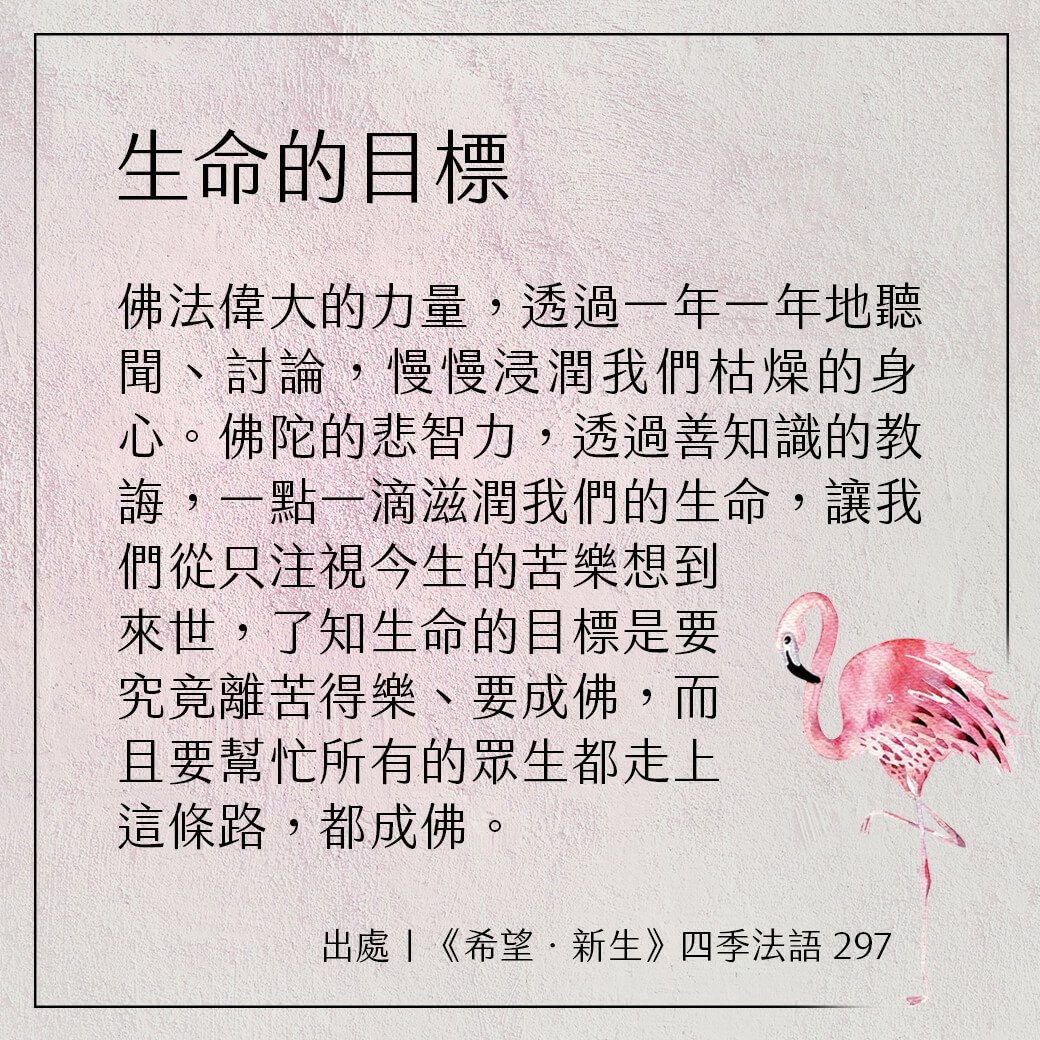 生命的目標
佛法偉大的力量，透過一年一年地聽
聞、討論，慢慢浸潤我們枯燥的身
心。佛陀的悲智力，透過善知識的教
誨，一點一滴滋潤我們的生命，讓我
們從只注視今生的苦樂想到
來世，了知生命的目標是要
究竟離苦得樂、要成佛，而
且要幫忙所有的眾生都走上
這條路，都成佛。
出處｜《希望．新生》四季法語 297